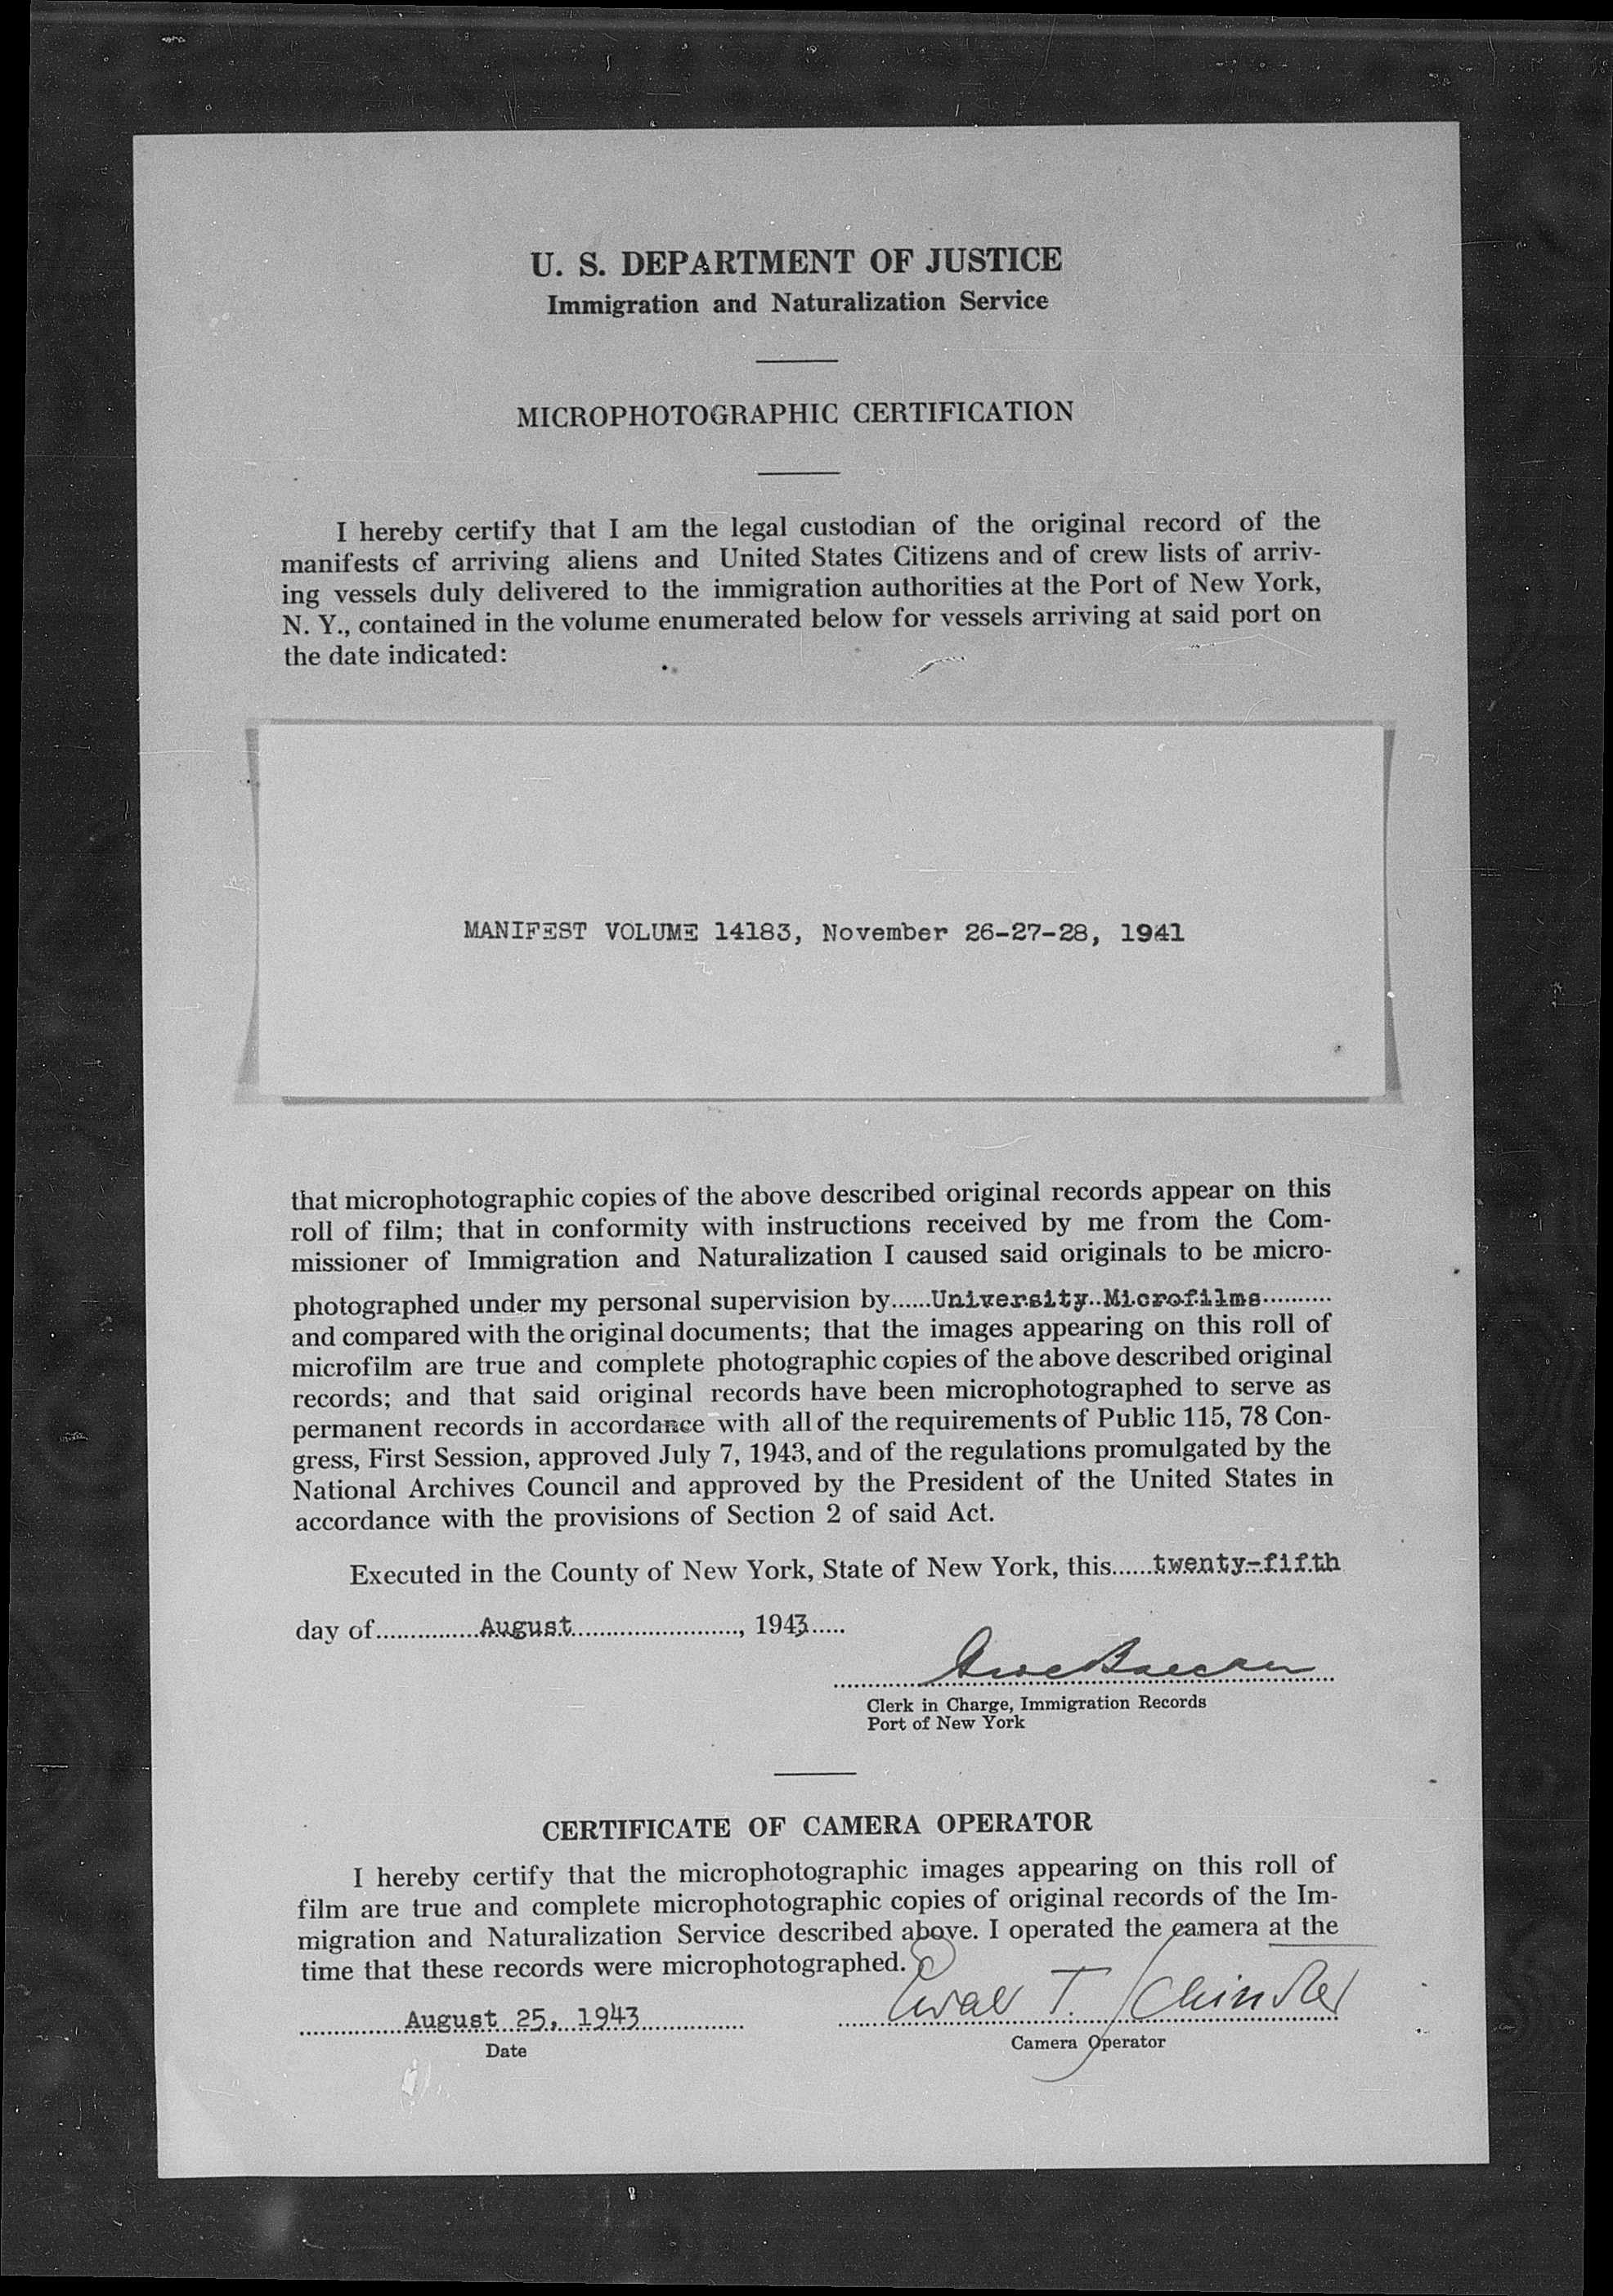 U. S. DEPARTMENT OF JUSTICE
Immigration and Naturalization Service
MICROPHOTOGRAPHIC CERTIFICATION
I hereby certify that I am the legal custodian of the original record of the
manifests of arriving aliens and United States Citizens and of crew lists of arriv-
ing vessels duly delivered to the immigration authorities at the Port of New York,
N. Y., contained in the volume enumerated below for vessels arriving at said port on
the date indicated:
MANIFEST VOLUME 14183, November 26-27-28, 1941
that microphotographic copies of the above described original records appear on this
roll of film; that in conformity with instructions received by me from the Com-
missioner of Immigration and Naturalization I caused said originals to be micro-
photographed under my personal supervision by......University Microfilms..........
and compared with the original documents; that the images appearing on this roll of
microfilm are true and complete photographic copies of the above described original
records; and that said original records have been microphotographed to serve as
permanent records in accordance with all of the requirements of Public 115, 78 Con-
gress, First Session, approved July 7, 1943, and of the regulations promulgated by the
National Archives Council and approved by the President of the United States in
accordance with the provisions of Section 2 of said Act.
Executed in the County of New York, State of New York, this......twenty-fifth
day of...............August........................, 1943.....
Clerk in Charge, Immigration Records
Port of New York
CERTIFICATE OF CAMERA OPERATOR
I hereby certify that the microphotographic images appearing on this roll of
film are true and complete microphotographic copies of original records of the Im-
migration and Naturalization Service described above. I operated the camera at the
time that these records were microphotographed.
T. Schindler
August 25, 1943
Date
Camera Operator